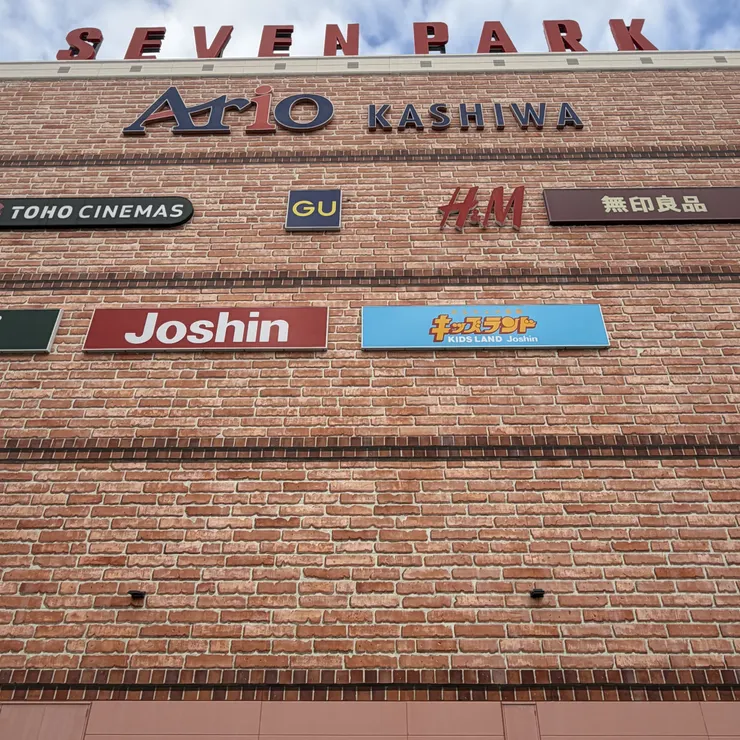 SEVEN PARK
Ario KASHIWA
TOHO CINEMAS
GU
H&M
無印良品
Joshin
キッズランド
KIDS LAND Joshin